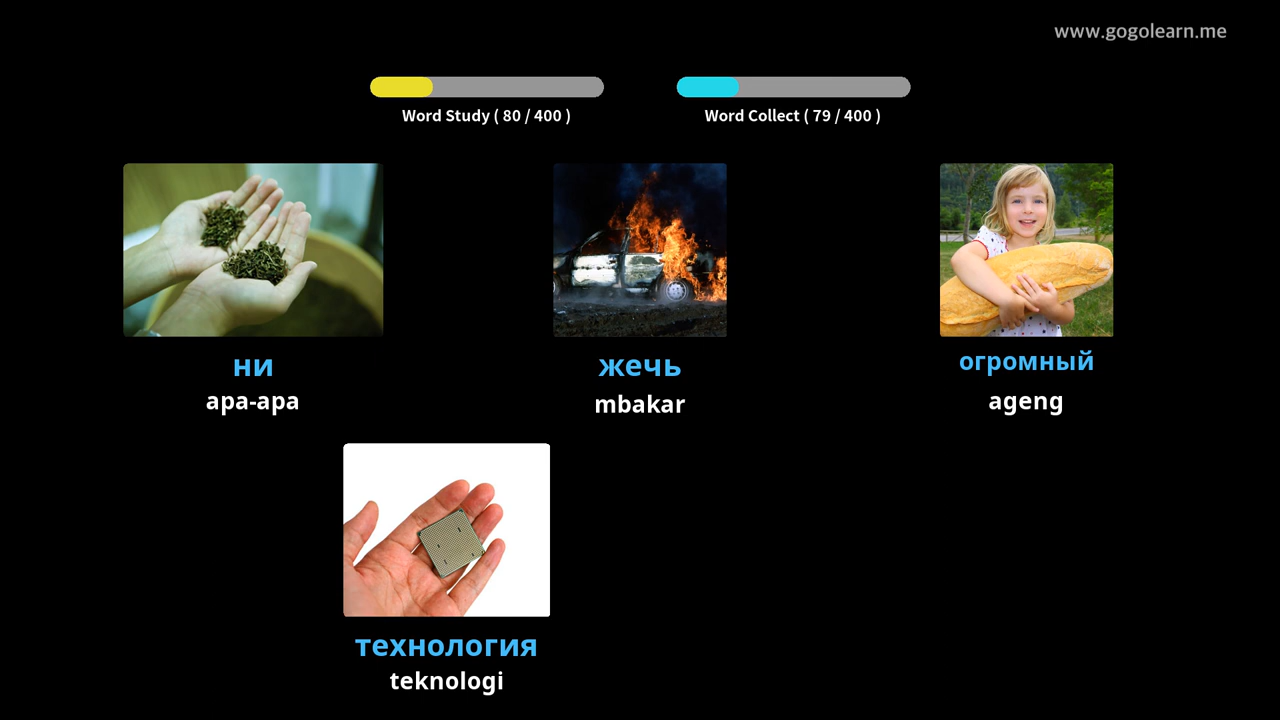 www.gogolearn.me
Word Study ( 80 / 400 )
Word Collect ( 79 / 400 )
ни
apa-apa
жечь
mbakar
огромный
ageng
технология
teknologi